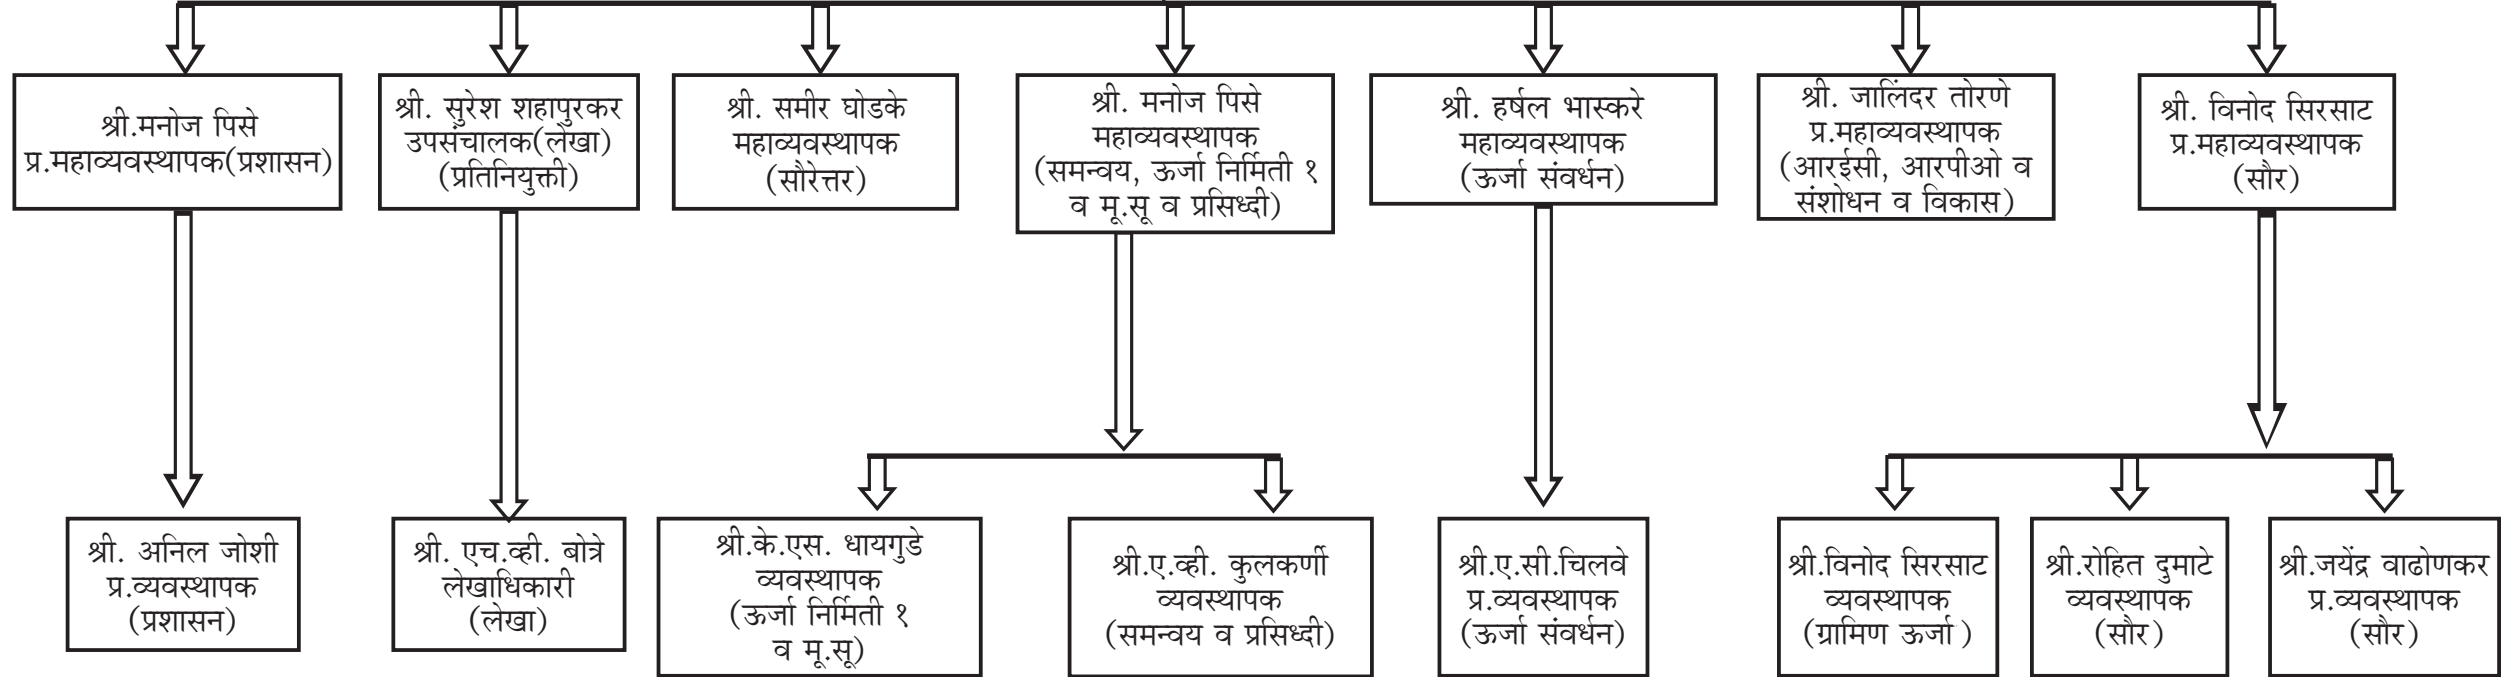 श्री.मनोज पिसे
प्र.महाव्यवस्थापक(प्रशासन)
श्री. सुरेश शहापुरकर
उपसंचालक(लेखा)
(प्रतिनियुक्ती)
श्री. समीर घोडके
महाव्यवस्थापक
(सौरेत्तर)
श्री. मनोज पिसे
महाव्यवस्थापक
(समन्वय, ऊर्जा निर्मिती १
व मू.सू व प्रसिध्दी)
श्री. हर्षल भास्करे
महाव्यवस्थापक
(ऊर्जा संवर्धन)
श्री. जालिंदर तोरणे
प्र.महाव्यवस्थापक
(आरईसी, आरपीओ व
संशोधन व विकास)
श्री. विनोद सिरसाट
प्र.महाव्यवस्थापक
(सौर)
श्री. अनिल जोशी
प्र.व्यवस्थापक
(प्रशासन)
श्री. एच.व्ही. बोत्रे
लेखाधिकारी
(लेखा)
श्री.के.एस. धायगुडे
व्यवस्थापक
(ऊर्जा निर्मिती १
व मू.सू)
श्री.ए.व्ही. कुलकर्णी
व्यवस्थापक
(समन्वय व प्रसिध्दी)
श्री.ए.सी.चिलवे
प्र.व्यवस्थापक
(ऊर्जा संवर्धन)
श्री.विनोद सिरसाट
व्यवस्थापक
(ग्रामिण ऊर्जा )
श्री.रोहित दुमाटे
व्यवस्थापक
(सौर )
श्री.जयेंद्र वाढोणकर
प्र.व्यवस्थापक
(सौर )